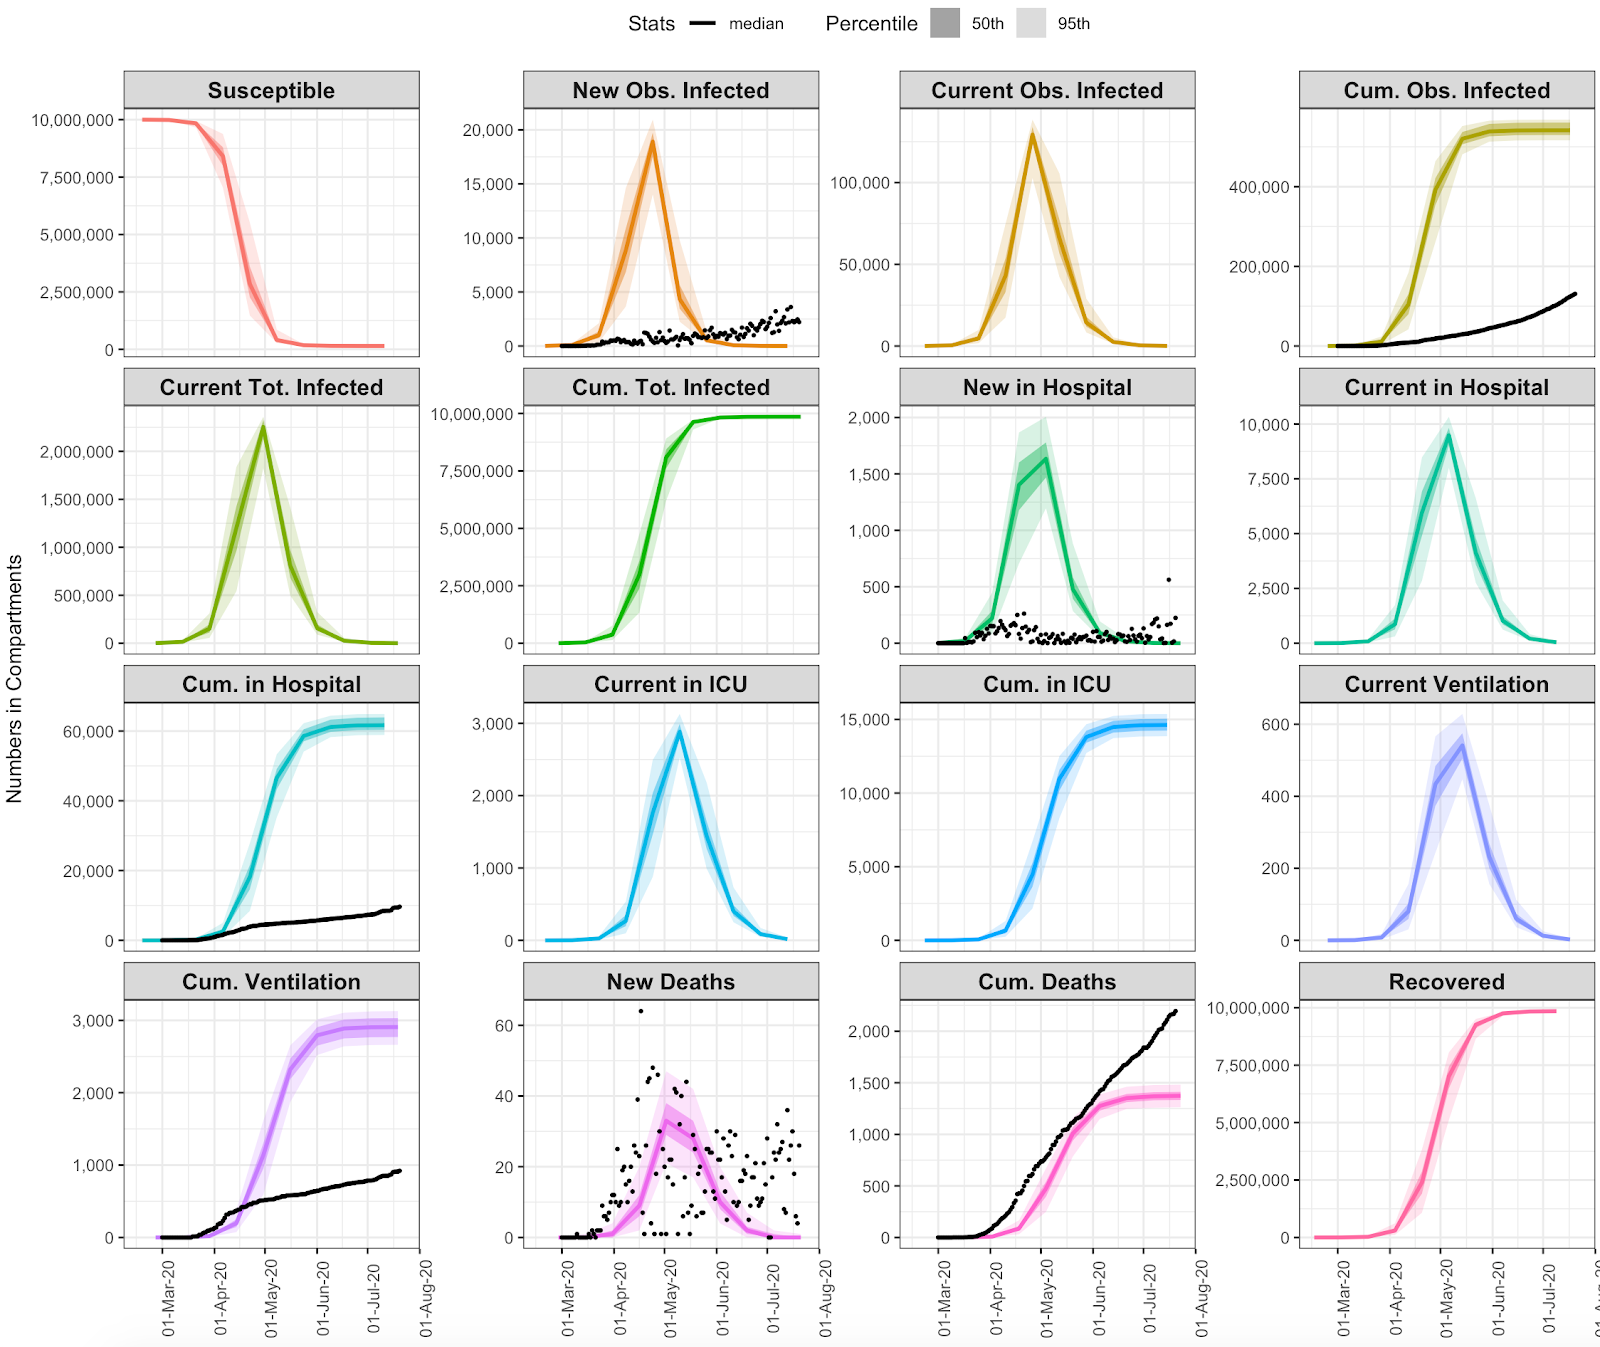 Stats median Percentile 50th 95th
Numbers in Compartments
Susceptible
10,000,000
7,500,000
5,000,000
2,500,000
0
New Obs. Infected
20,000
15,000
10,000
5,000
0
Current Obs. Infected
100,000
50,000
0
Cum. Obs. Infected
400,000
200,000
0
Current Tot. Infected
2,000,000
1,500,000
1,000,000
500,000
0
Cum. Tot. Infected
10,000,000
7,500,000
5,000,000
2,500,000
0
New in Hospital
2,000
1,500
1,000
500
0
Current in Hospital
10,000
7,500
5,000
2,500
0
Cum. in Hospital
60,000
40,000
20,000
0
Current in ICU
3,000
2,000
1,000
0
Cum. in ICU
15,000
10,000
5,000
0
Current Ventilation
600
400
200
0
Cum. Ventilation
3,000
2,000
1,000
0
01-Mar-20
01-Apr-20
01-May-20
01-Jun-20
01-Jul-20
01-Aug-20
New Deaths
60
40
20
0
01-Mar-20
01-Apr-20
01-May-20
01-Jun-20
01-Jul-20
01-Aug-20
Cum. Deaths
2,000
1,500
1,000
500
0
01-Mar-20
01-Apr-20
01-May-20
01-Jun-20
01-Jul-20
01-Aug-20
Recovered
10,000,000
7,500,000
5,000,000
2,500,000
0
01-Mar-20
01-Apr-20
01-May-20
01-Jun-20
01-Jul-20